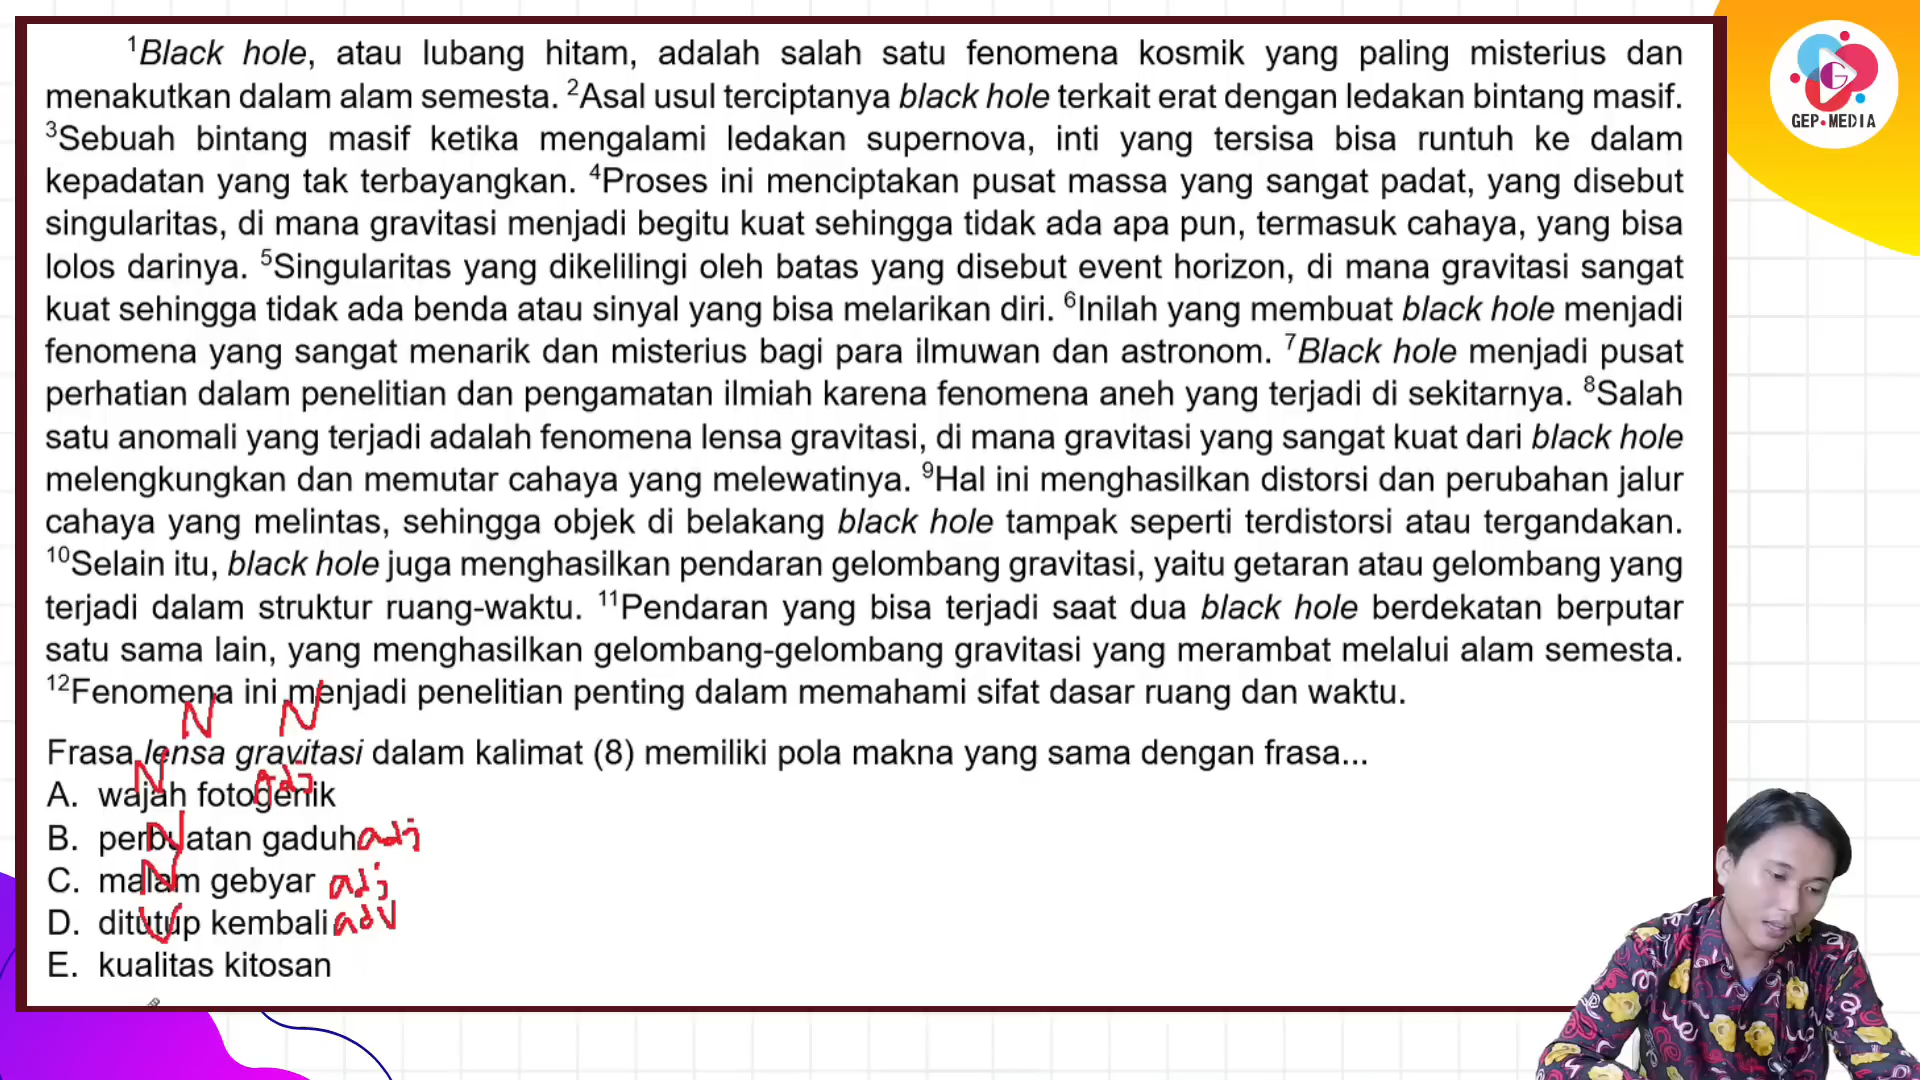 ¹Black hole, atau lubang hitam, adalah salah satu fenomena kosmik yang paling misterius dan
menakutkan dalam alam semesta. ²Asal usul terciptanya black hole terkait erat dengan ledakan bintang masif.
³Sebuah bintang masif ketika mengalami ledakan supernova, inti yang tersisa bisa runtuh ke dalam
kepadatan yang tak terbayangkan. ⁴Proses ini menciptakan pusat massa yang sangat padat, yang disebut
singularitas, di mana gravitasi menjadi begitu kuat sehingga tidak ada apa pun, termasuk cahaya, yang bisa
lolos darinya. ⁵Singularitas yang dikelilingi oleh batas yang disebut event horizon, di mana gravitasi sangat
kuat sehingga tidak ada benda atau sinyal yang bisa melarikan diri. ⁶Inilah yang membuat black hole menjadi
fenomena yang sangat menarik dan misterius bagi para ilmuwan dan astronom. ⁷Black hole menjadi pusat
perhatian dalam penelitian dan pengamatan ilmiah karena fenomena aneh yang terjadi di sekitarnya. ⁸Salah
satu anomali yang terjadi adalah fenomena lensa gravitasi, di mana gravitasi yang sangat kuat dari black hole
melengkungkan dan memutar cahaya yang melewatinya. ⁹Hal ini menghasilkan distorsi dan perubahan jalur
cahaya yang melintas, sehingga objek di belakang black hole tampak seperti terdistorsi atau tergandakan.
¹⁰Selain itu, black hole juga menghasilkan pendaran gelombang gravitasi, yaitu getaran atau gelombang yang
terjadi dalam struktur ruang-waktu. ¹¹Pendaran yang bisa terjadi saat dua black hole berdekatan berputar
satu sama lain, yang menghasilkan gelombang-gelombang gravitasi yang merambat melalui alam semesta.
¹²Fenomena ini menjadi penelitian penting dalam memahami sifat dasar ruang dan waktu.
N N
Frasa lensa gravitasi dalam kalimat (8) memiliki pola makna yang sama dengan frasa...
N adj
A. wajah fotogenik
N
B. perbuatan gaduh adj
N
C. malam gebyar adj
V
D. ditutup kembali adv
E. kualitas kitosan
G
GEP•MEDIA